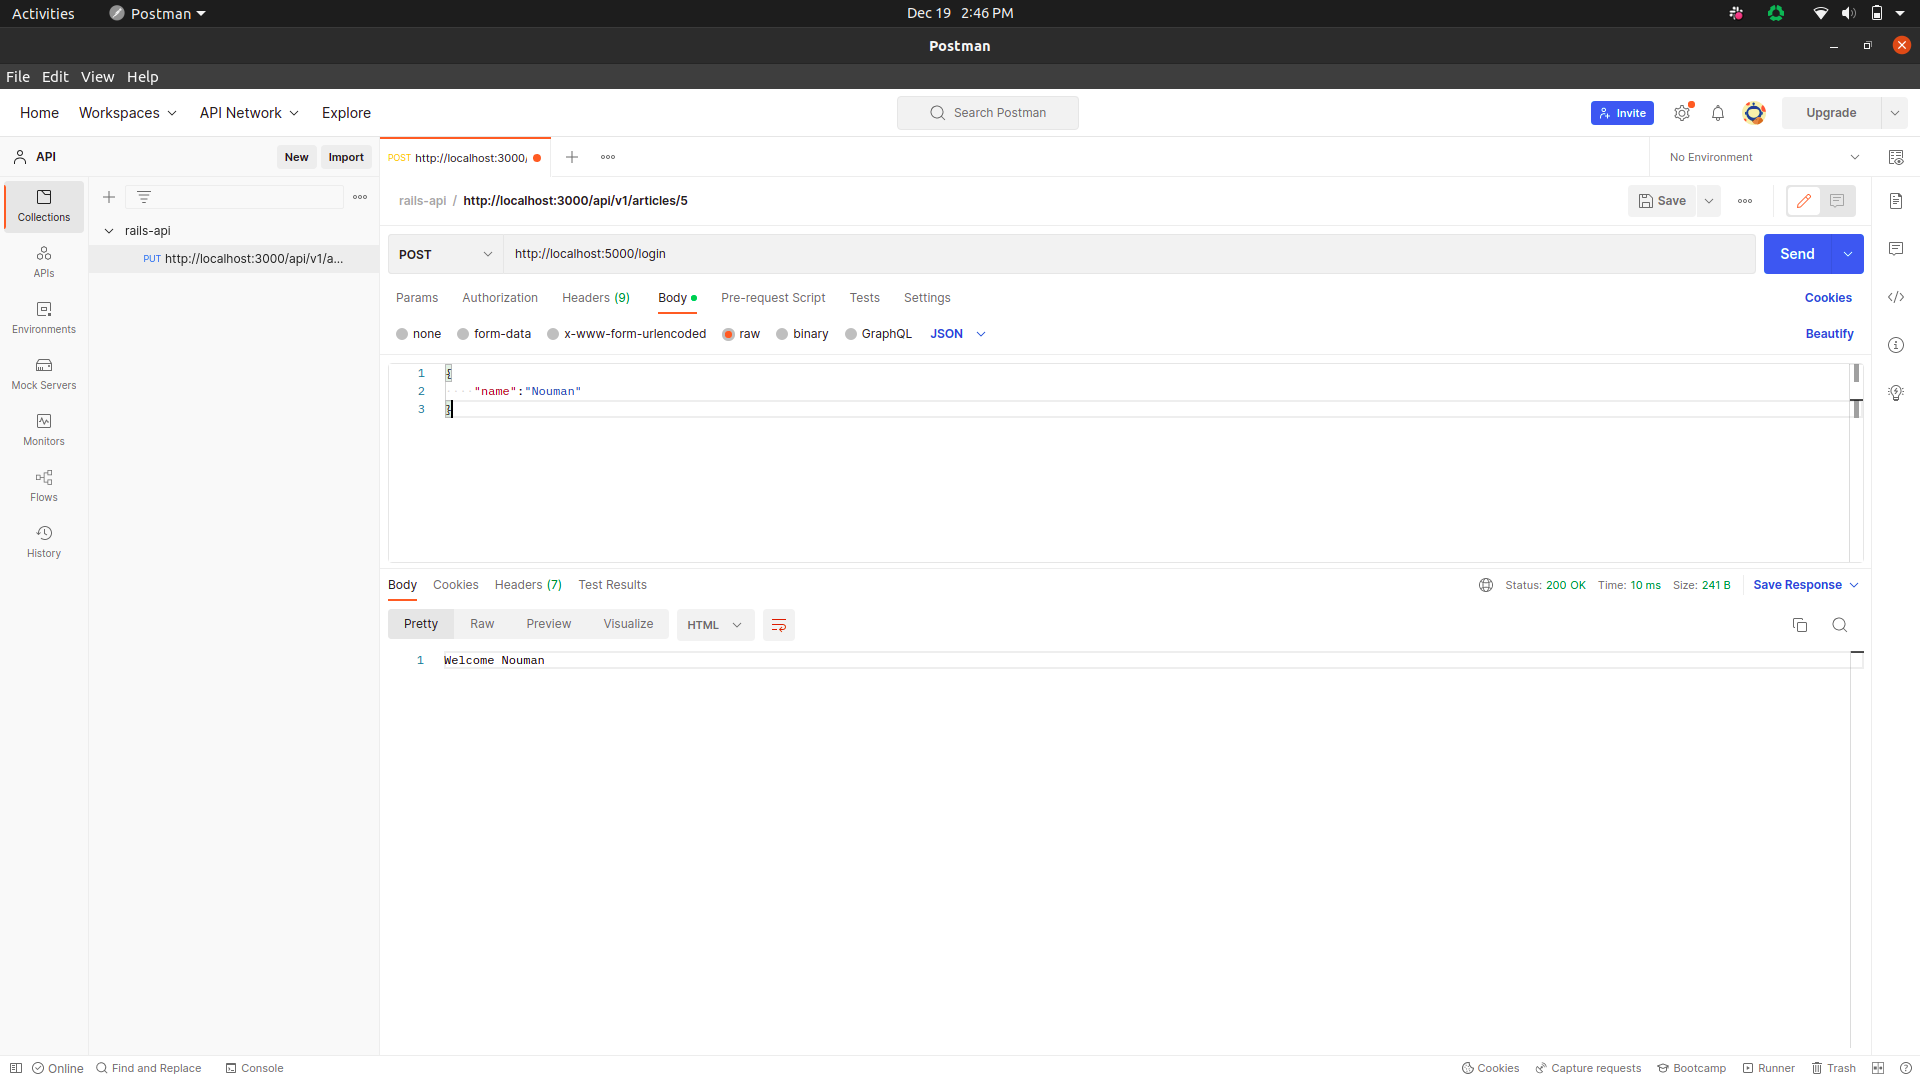 Activities Postman Dec 19 2:46 PM
Postman
File Edit View Help
Home Workspaces API Network Explore Search Postman Invite Upgrade
API New Import POST http://localhost:3000/ No Environment
Collections
APIs
Environments
Mock Servers
Monitors
Flows
History
rails-api
PUT http://localhost:3000/api/v1/a...
rails-api / http://localhost:3000/api/v1/articles/5 Save
POST http://localhost:5000/login Send
Params Authorization Headers (9) Body Pre-request Script Tests Settings Cookies
none form-data x-www-form-urlencoded raw binary GraphQL JSON Beautify
1 {
2 "name":"Nouman"
3 }
Body Cookies Headers (7) Test Results Status: 200 OK Time: 10 ms Size: 241 B Save Response
Pretty Raw Preview Visualize HTML
1 Welcome Nouman
Online Find and Replace Console Cookies Capture requests Bootcamp Runner Trash